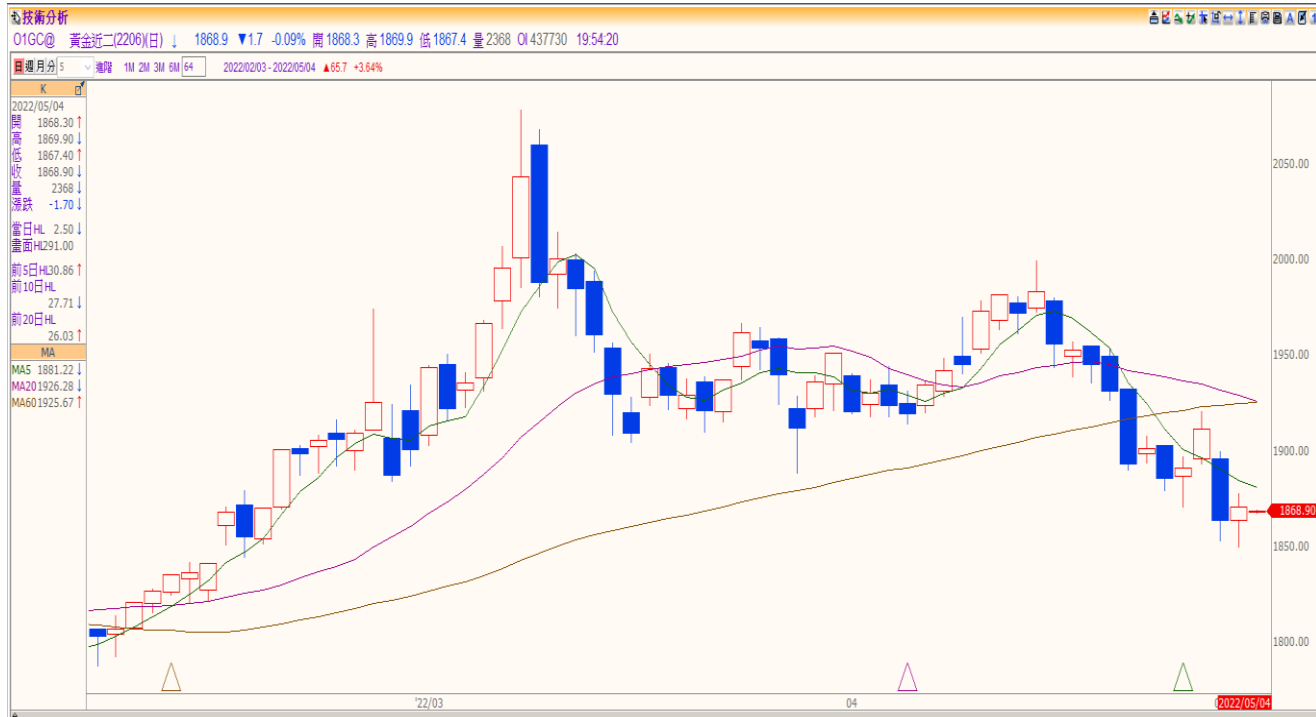 技術分析
O1GC@ 黃金近二(2206)(日) ↓ 1868.9 ▼1.7 -0.09% 開 1868.3 高 1869.9 低 1867.4 量 2368 OI 437730 19:54:20
日 週 月 分 5 進階 1M 2M 3M 6M 64 2022/02/03 - 2022/05/04 ▲65.7 +3.64%
K
2022/05/04
開 1868.30 ↑
高 1869.90 ↓
低 1867.40 ↑
收 1868.90 ↓
量 2368 ↓
漲跌 -1.70 ↓
當日HL 2.50 ↓
畫面HL 291.00
前5日HL 30.86 ↑
前10日HL
27.71 ↓
前20日HL
26.03 ↑
MA
MA5 1881.22 ↓
MA20 1926.28 ↓
MA60 1925.67 ↑
2050.00
2000.00
1950.00
1900.00
1868.90
1850.00
1800.00
'22/03 04 2022/05/04